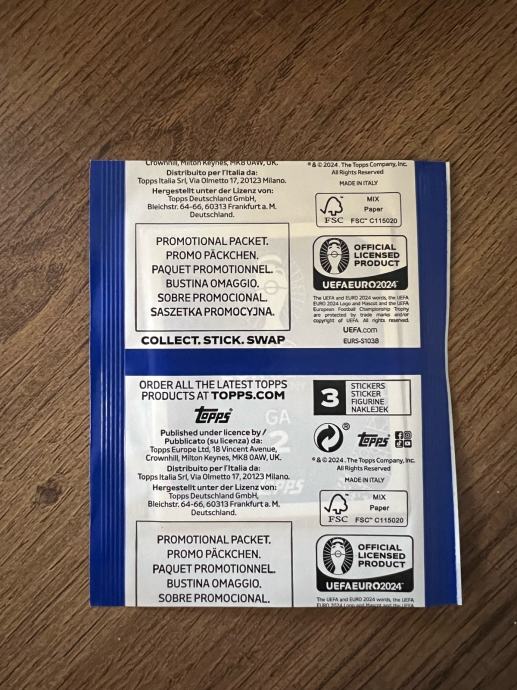 Crownhill, Milton Keynes, MK8 0AW, UK.
Distribuito per l'Italia da:
Topps Italia Srl, Via Olmetto 17, 20123 Milano.
Hergestellt unter der Lizenz von:
Topps Deutschland GmbH,
Bleichstr. 64-66, 60313 Frankfurt a. M.
Deutschland.
PROMOTIONAL PACKET.
PROMO PÄCKCHEN.
PAQUET PROMOTIONNEL.
BUSTINA OMAGGIO.
SOBRE PROMOCIONAL.
SASZETKA PROMOCYJNA.
COLLECT. STICK. SWAP
® & © 2024. The Topps Company, Inc.
All Rights Reserved
MADE IN ITALY
FSC
MIX
Paper
FSC™ C115020
OFFICIAL
LICENSED
PRODUCT
UEFAEURO2024™
The UEFA and EURO 2024 words, the UEFA
EURO 2024 Logo and Mascot and the UEFA
European Football Championship Trophy
are protected by trade marks and/or
copyright of UEFA. All rights reserved.
UEFA.com
EURS-S103B
ORDER ALL THE LATEST TOPPS
PRODUCTS AT TOPPS.COM
topps
Published under licence by /
Pubblicato (su licenza) da:
Topps Europe Ltd, 18 Vincent Avenue,
Crownhill, Milton Keynes, MK8 0AW, UK.
Distribuito per l'Italia da:
Topps Italia Srl, Via Olmetto 17, 20123 Milano.
Hergestellt unter der Lizenz von:
Topps Deutschland GmbH,
Bleichstr. 64-66, 60313 Frankfurt a. M.
Deutschland.
PROMOTIONAL PACKET.
PROMO PÄCKCHEN.
PAQUET PROMOTIONNEL.
BUSTINA OMAGGIO.
SOBRE PROMOCIONAL.
3
STICKERS
STICKER
FIGURINE
NAKLEJEK
®
topps
® & © 2024. The Topps Company, Inc.
All Rights Reserved
MADE IN ITALY
FSC
MIX
Paper
FSC™ C115020
OFFICIAL
LICENSED
PRODUCT
UEFAEURO2024™
The UEFA and EURO 2024 words, the UEFA
EURO 2024 Logo and Mascot and the UEFA